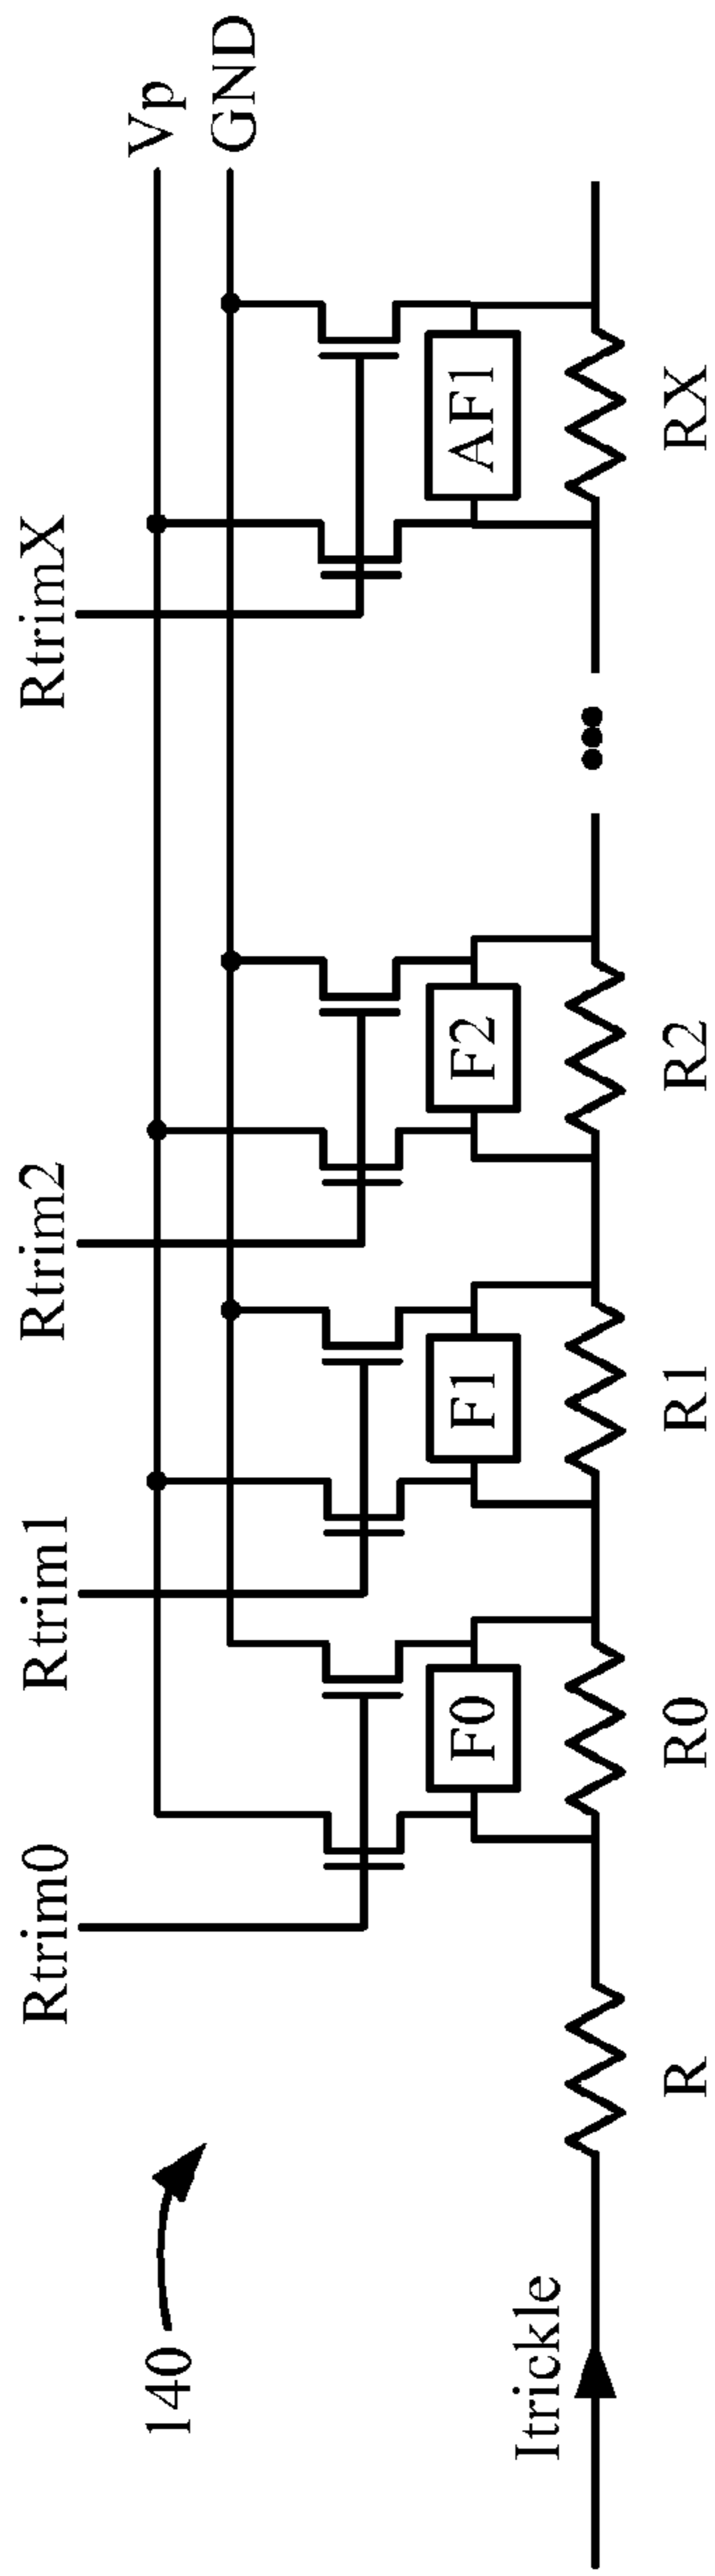 Rtrim0
Rtrim1
Rtrim2
RtrimX
Vp
GND
140
F0
F1
F2
AF1
Itrickle
R
R0
R1
R2
RX